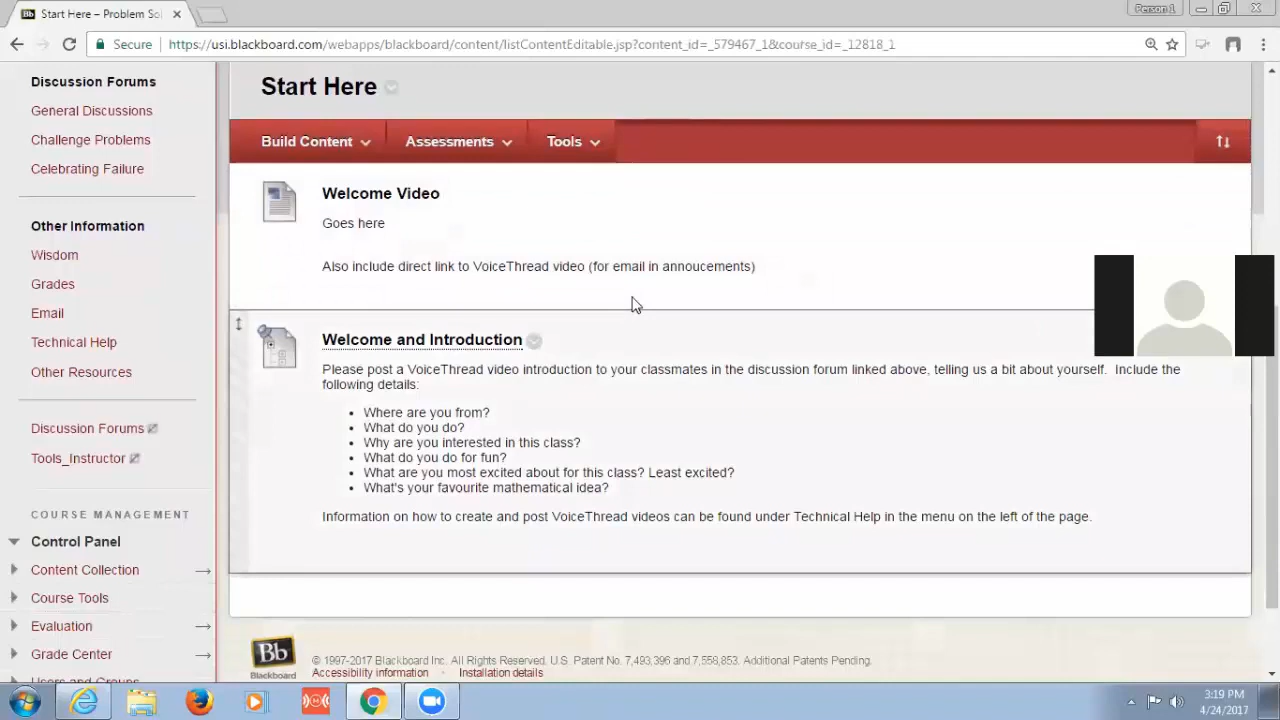 Start Here – Problem Sol
Person 1
Secure
https://usi.blackboard.com/webapps/blackboard/content/listContentEditable.jsp?content_id=_579467_1&course_id=_12818_1
Discussion Forums
General Discussions
Challenge Problems
Celebrating Failure
Other Information
Wisdom
Grades
Email
Technical Help
Other Resources
Discussion Forums
Tools_Instructor
COURSE MANAGEMENT
Control Panel
Content Collection
Course Tools
Evaluation
Grade Center
Users and Groups
Start Here
Build Content
Assessments
Tools
Welcome Video
Goes here
Also include direct link to VoiceThread video (for email in annoucements)
Welcome and Introduction
Please post a VoiceThread video introduction to your classmates in the discussion forum linked above, telling us a bit about yourself. Include the
following details:
• Where are you from?
• What do you do?
• Why are you interested in this class?
• What do you do for fun?
• What are you most excited about for this class? Least excited?
• What's your favourite mathematical idea?
Information on how to create and post VoiceThread videos can be found under Technical Help in the menu on the left of the page.
Bb
Blackboard
© 1997-2017 Blackboard Inc. All Rights Reserved. U.S. Patent No. 7,493,396 and 7,558,853. Additional Patents Pending.
Accessibility information - Installation details
3:19 PM
4/24/2017